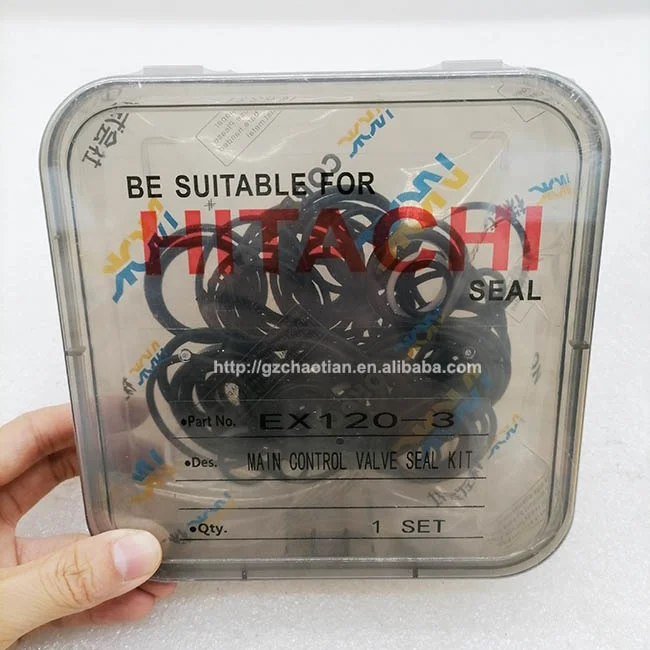 BE SUITABLE FOR
HITACHI
SEAL
http://gzchaotian.en.alibaba.com
•Part No. EX120-3
•Des. MAIN CONTROL VALVE SEAL KIT
•Qty. 1 SET